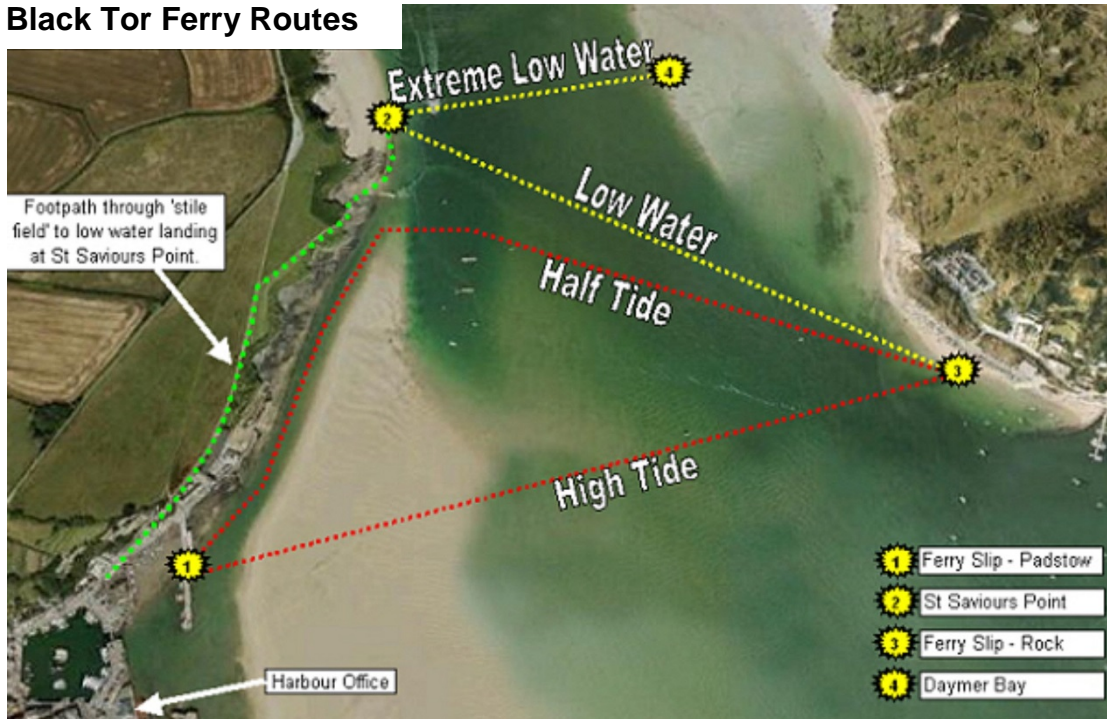 Black Tor Ferry Routes
Extreme Low Water
4
2
Footpath through 'stile
field' to low water landing
at St Saviours Point.
Low Water
Half Tide
3
High Tide
1
1 Ferry Slip - Padstow
2 St Saviours Point
3 Ferry Slip - Rock
4 Daymer Bay
Harbour Office